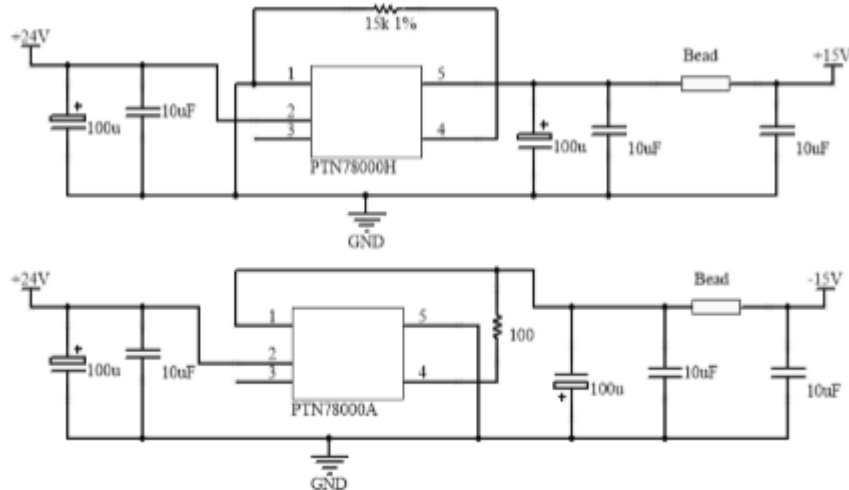 15k 1%
+24V
Bead
+15V
1
5
2
3
4
100u
10uF
100u
10uF
10uF
PTN78000H
GND
+24V
Bead
-15V
1
5
100
2
3
4
100u
10uF
100u
10uF
10uF
PTN78000A
GND